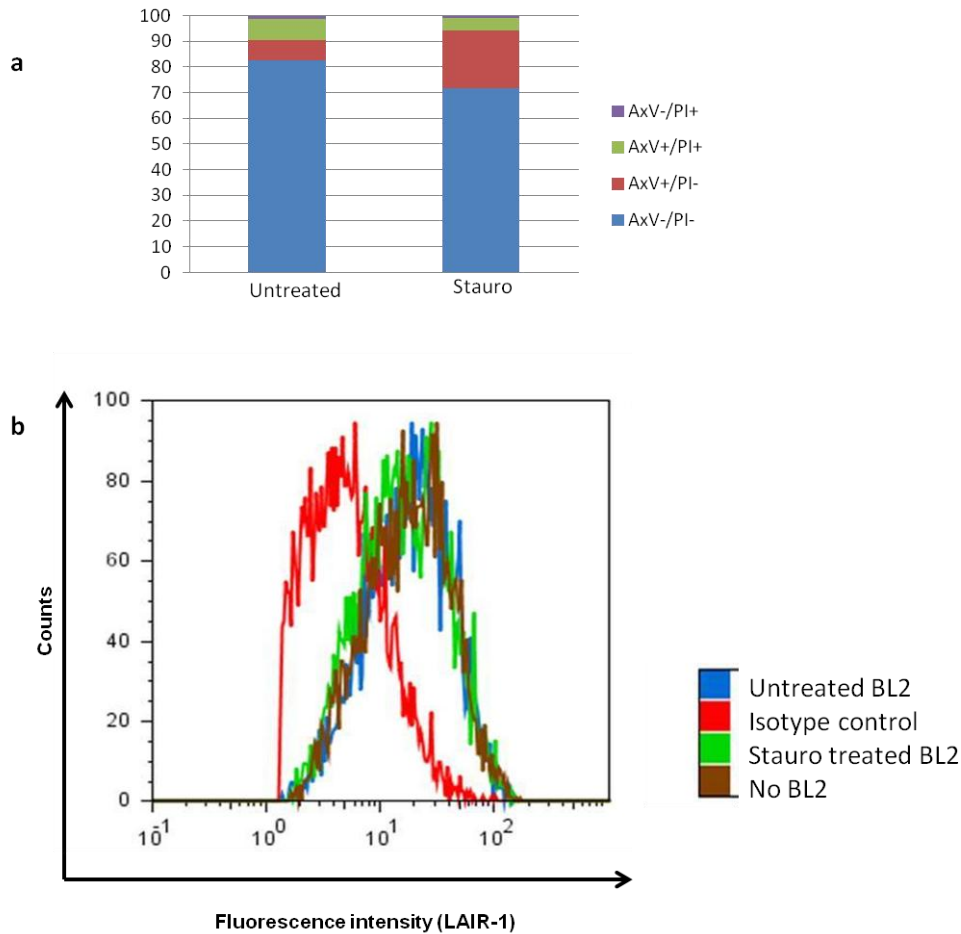 a
100
90
80
70
60
50
40
30
20
10
0
Untreated
Stauro
AxV-/PI+
AxV+/PI+
AxV+/PI-
AxV-/PI-
b
Counts
100
80
60
40
20
0
10-1
100
101
102
Fluorescence intensity (LAIR-1)
Untreated BL2
Isotype control
Stauro treated BL2
No BL2